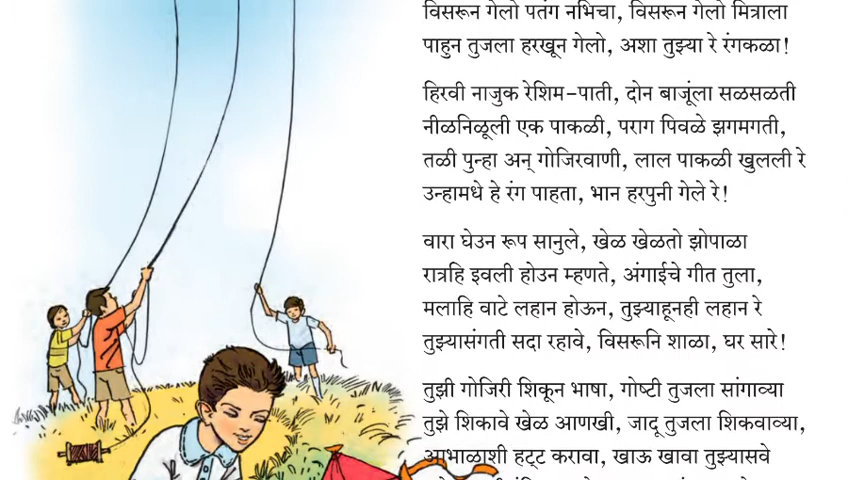 विसरून गेलो पतंग नभिचा, विसरून गेलो मित्राला
पाहुन तुजला हरखून गेलो, अशा तुझ्या रे रंगकळा!
हिरवी नाजुक रेशिम-पाती, दोन बाजूंला सळसळती
नीळनिळूली एक पाकळी, पराग पिवळे झगमगती,
तळी पुन्हा अन् गोजिरवाणी, लाल पाकळी खुलली रे
उन्हामधे हे रंग पाहता, भान हरपुनी गेले रे!
वारा घेउन रूप सानुले, खेळ खेळतो झोपाळा
रात्रहि इवली होउन म्हणते, अंगाईचे गीत तुला,
मलाहि वाटे लहान होऊन, तुझ्याहूनही लहान रे
तुझ्यासंगती सदा रहावे, विसरूनि शाळा, घर सारे!
तुझी गोजिरी शिकून भाषा, गोष्टी तुजला सांगाव्या
तुझे शिकावे खेळ आणखी, जादू तुजला शिकवाव्या,
आभाळाशी हट्ट करावा, खाऊ खावा तुझ्यासवे